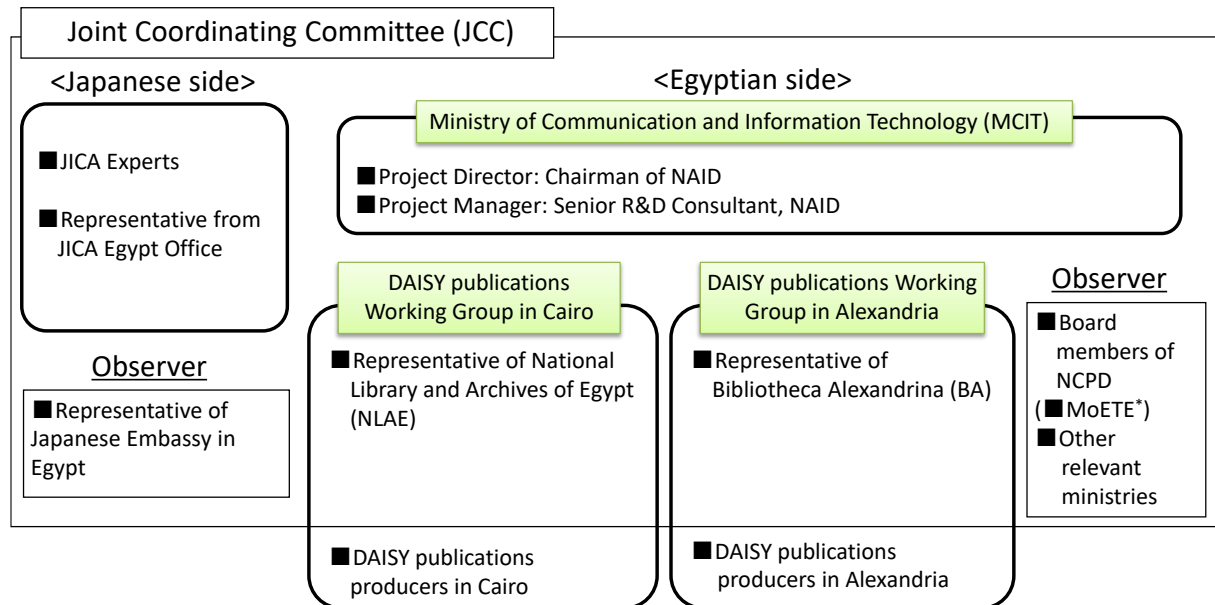 Joint Coordinating Committee (JCC)
<Japanese side>
■JICA Experts
■Representative from
JICA Egypt Office
Observer
■Representative of
Japanese Embassy in
Egypt
<Egyptian side>
Ministry of Communication and Information Technology (MCIT)
■Project Director: Chairman of NAID
■Project Manager: Senior R&D Consultant, NAID
DAISY publications
Working Group in Cairo
■Representative of National
Library and Archives of Egypt
(NLAE)
■DAISY publications
producers in Cairo
DAISY publications Working
Group in Alexandria
■Representative of
Bibliotheca Alexandrina (BA)
■DAISY publications
producers in Alexandria
Observer
■Board
members of
NCPD
(■MoETE*)
■Other
relevant
ministries